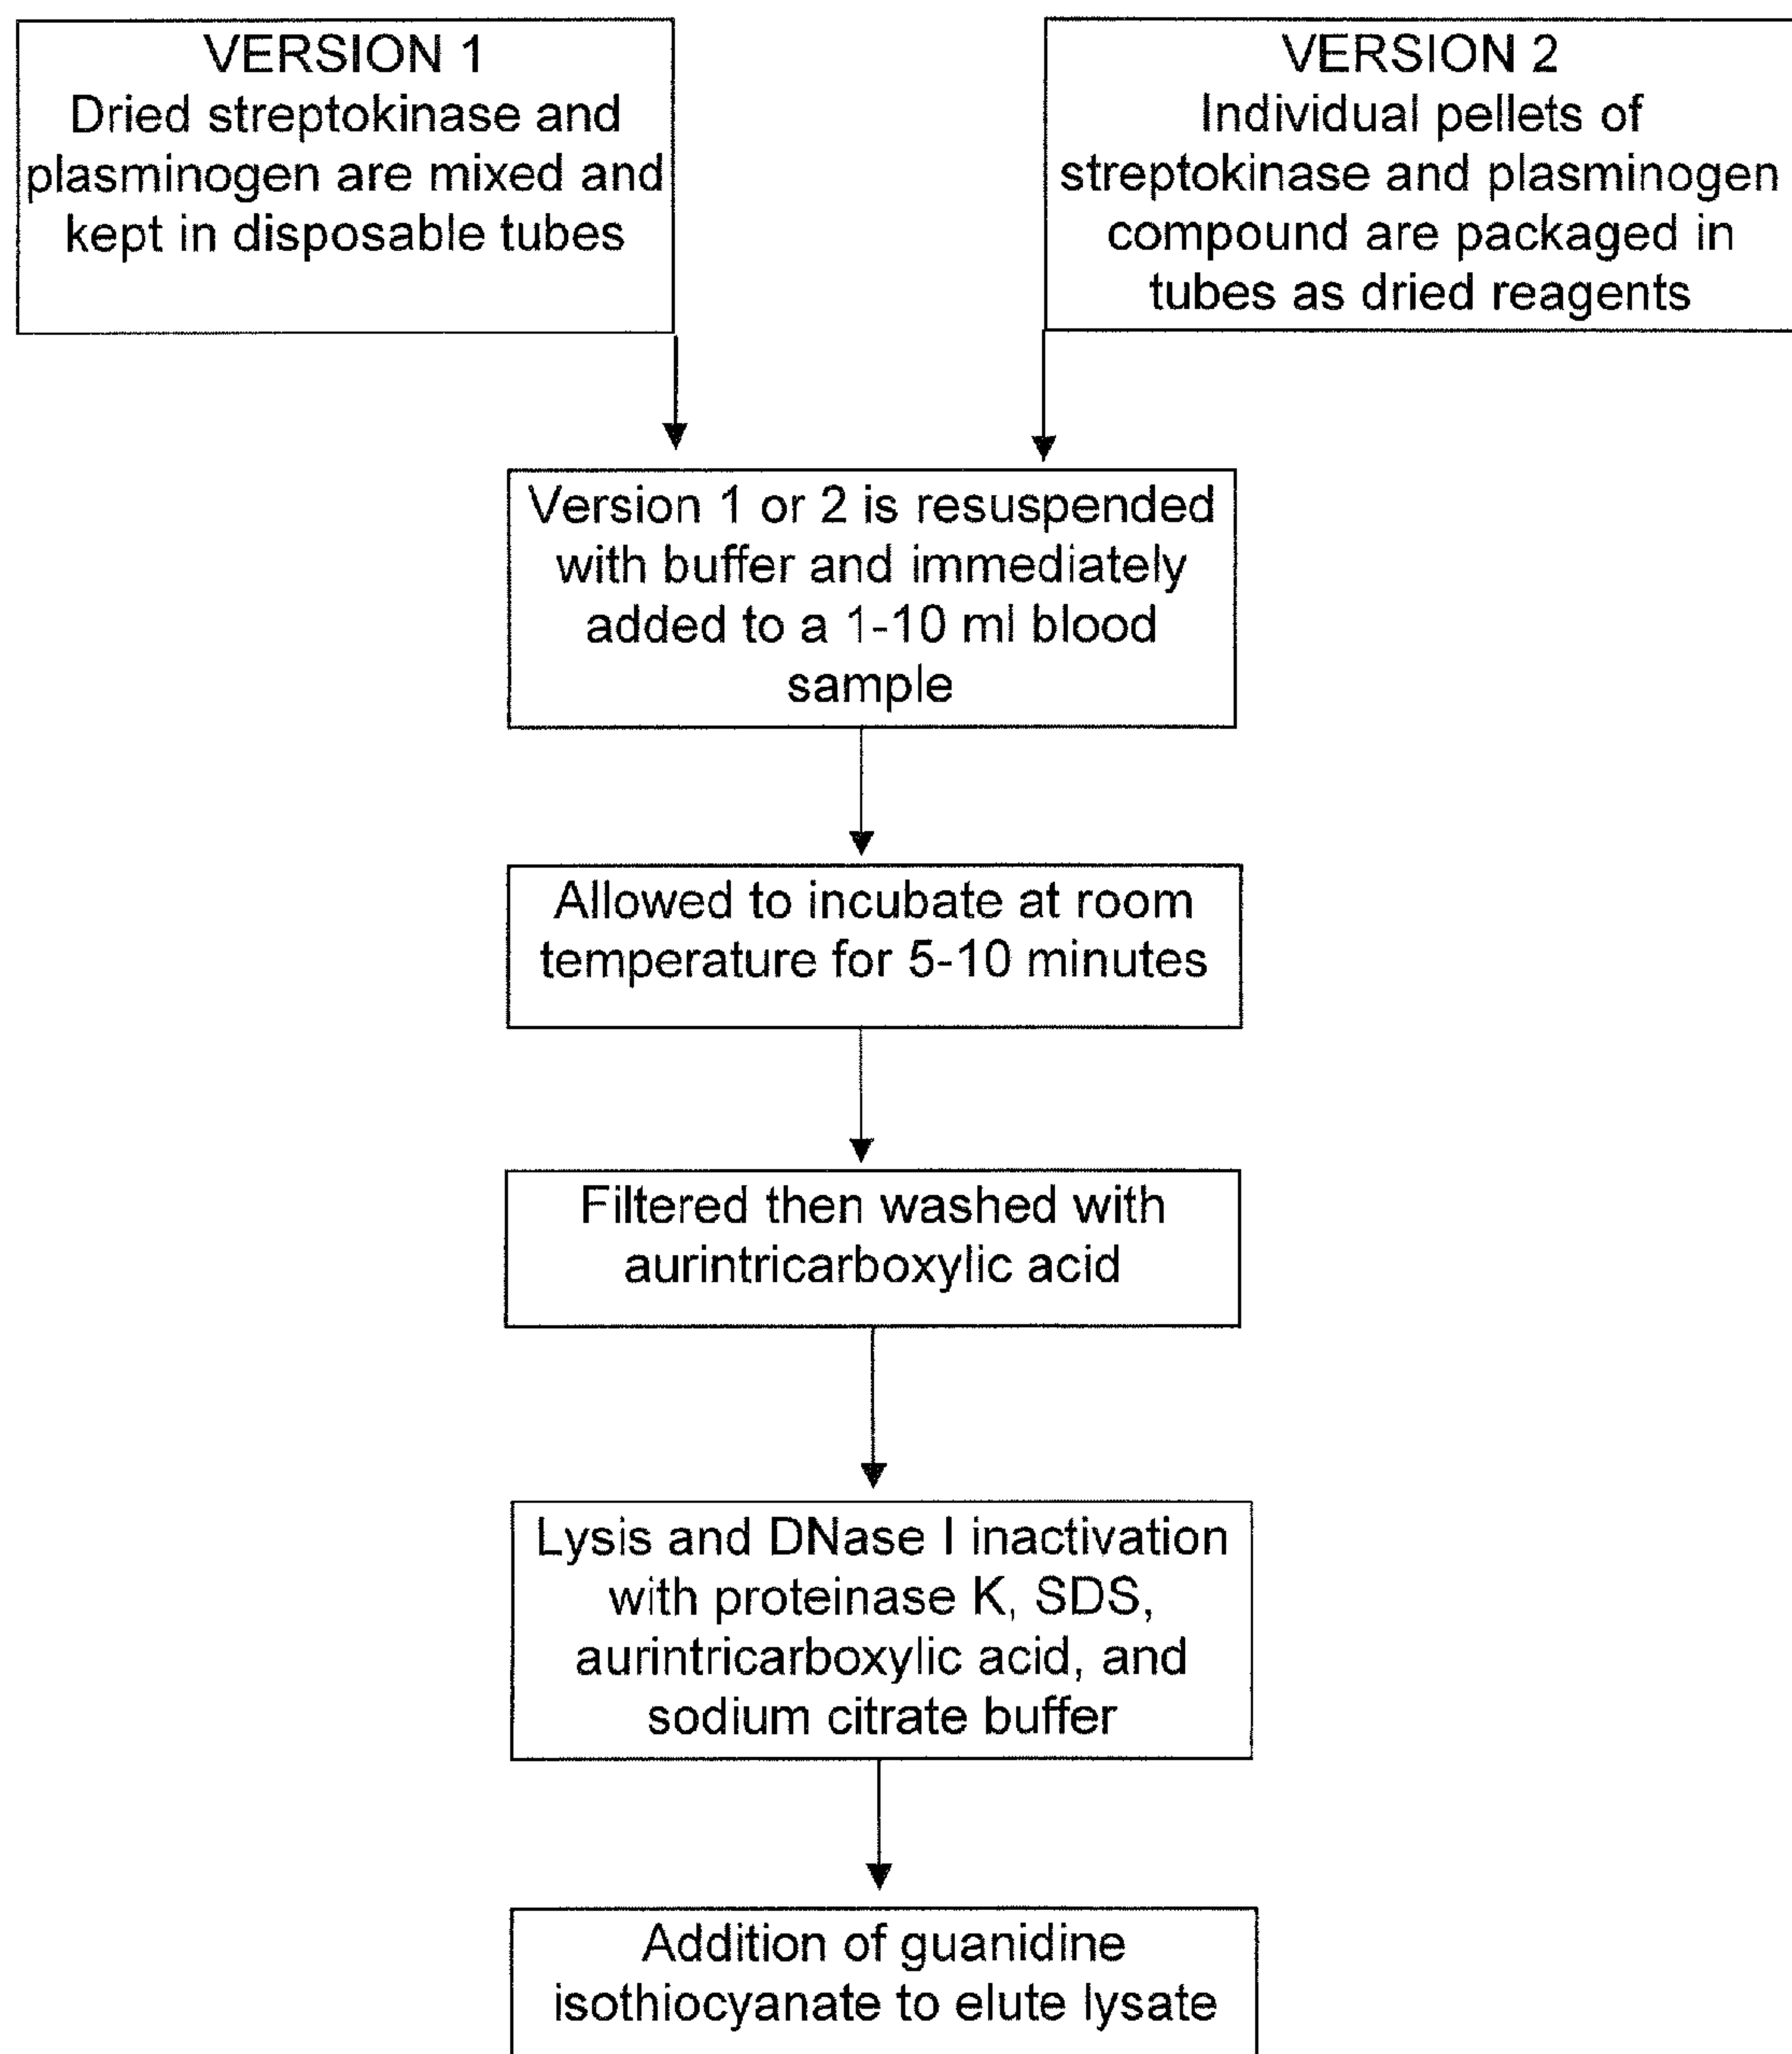 VERSION 1
Dried streptokinase and
plasminogen are mixed and
kept in disposable tubes
VERSION 2
Individual pellets of
streptokinase and plasminogen
compound are packaged in
tubes as dried reagents
Version 1 or 2 is resuspended
with buffer and immediately
added to a 1-10 ml blood
sample
Allowed to incubate at room
temperature for 5-10 minutes
Filtered then washed with
aurintricarboxylic acid
Lysis and DNase I inactivation
with proteinase K, SDS,
aurintricarboxylic acid, and
sodium citrate buffer
Addition of guanidine
isothiocyanate to elute lysate